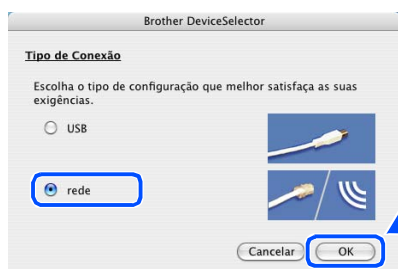 Brother DeviceSelector
Tipo de Conexão
Escolha o tipo de configuração que melhor satisfaça as suas
exigências.
USB
rede
Cancelar OK